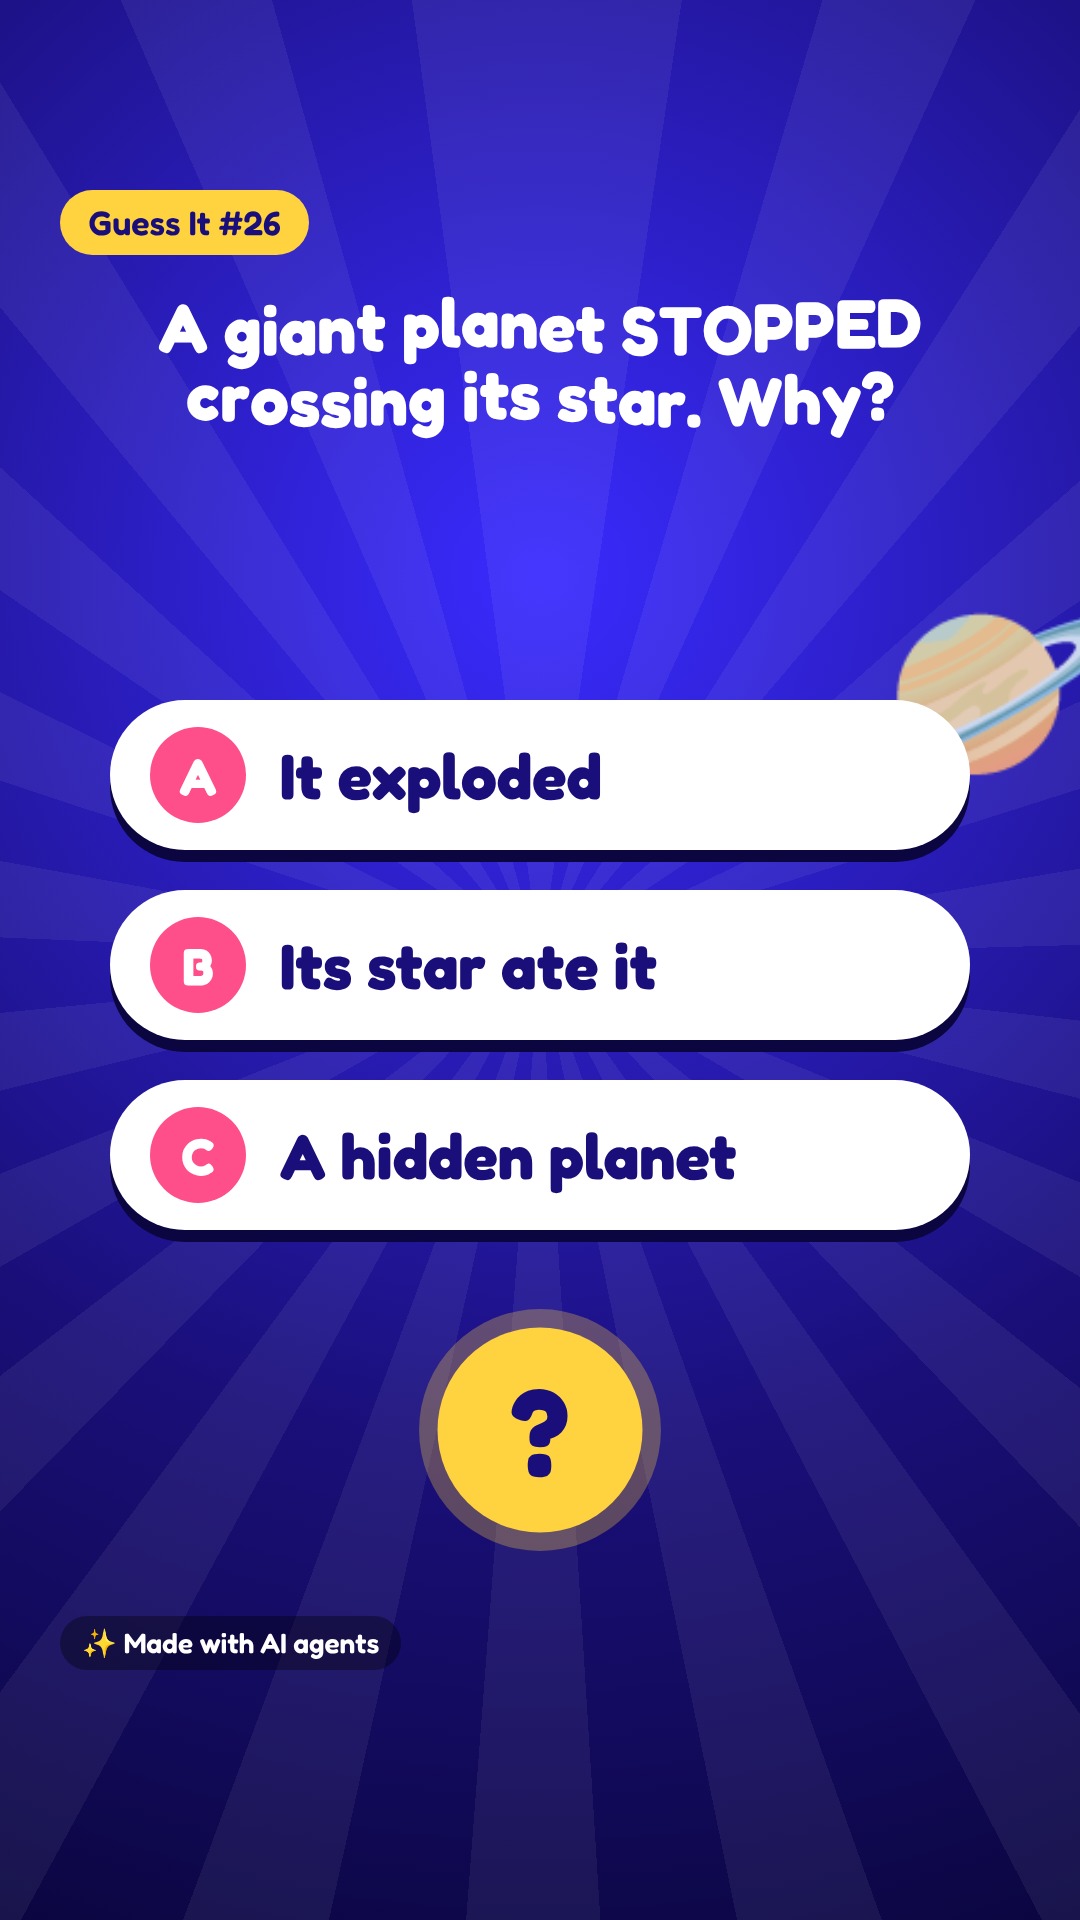 Guess It #26
A giant planet STOPPED
crossing its star. Why?
A It exploded
B Its star ate it
C A hidden planet
?
✨ Made with AI agents